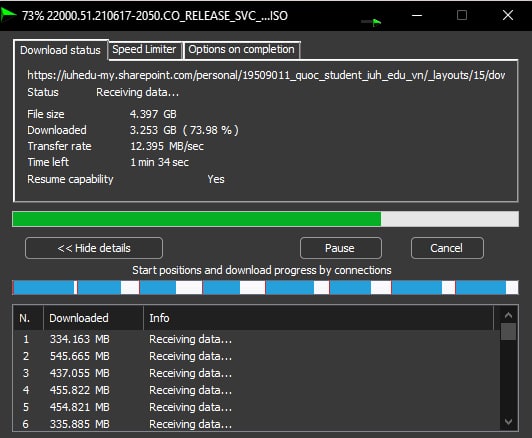 73% 22000.51.210617-2050.CO_RELEASE_SVC_...ISO
Download status Speed Limiter Options on completion
https://iuhedu-my.sharepoint.com/personal/19509011_quoc_student_iuh_edu_vn/_layouts/15/dow
Status Receiving data...
File size 4.397 GB
Downloaded 3.253 GB ( 73.98 % )
Transfer rate 12.395 MB/sec
Time left 1 min 34 sec
Resume capability Yes
<< Hide details Pause Cancel
Start positions and download progress by connections
N. Downloaded Info
1 334.163 MB Receiving data...
2 545.665 MB Receiving data...
3 437.055 MB Receiving data...
4 455.822 MB Receiving data...
5 454.821 MB Receiving data...
6 335.885 MB Receiving data...